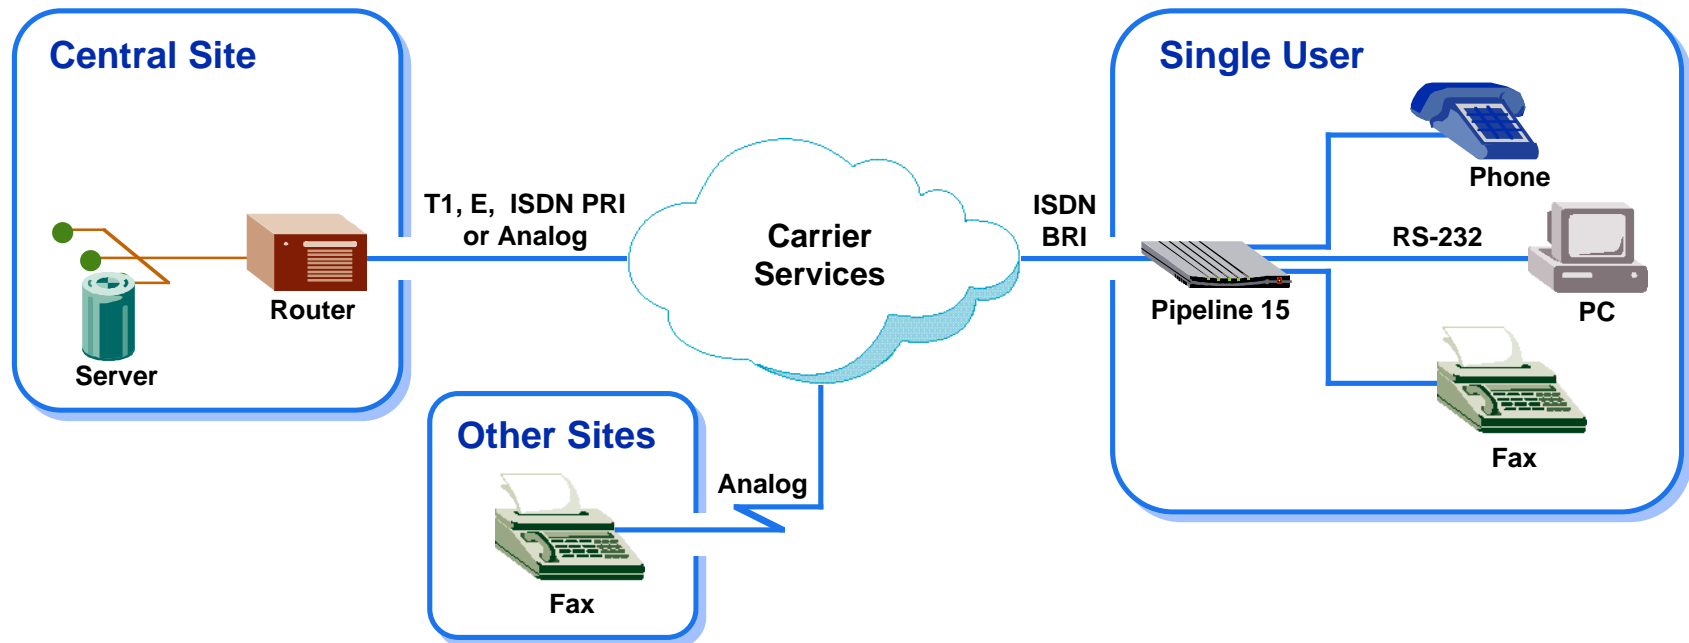 Central Site
Server
Router
T1, E, ISDN PRI
or Analog
Carrier
Services
Other Sites
Fax
Analog
ISDN
BRI
Single User
Phone
RS-232
Pipeline 15
PC
Fax